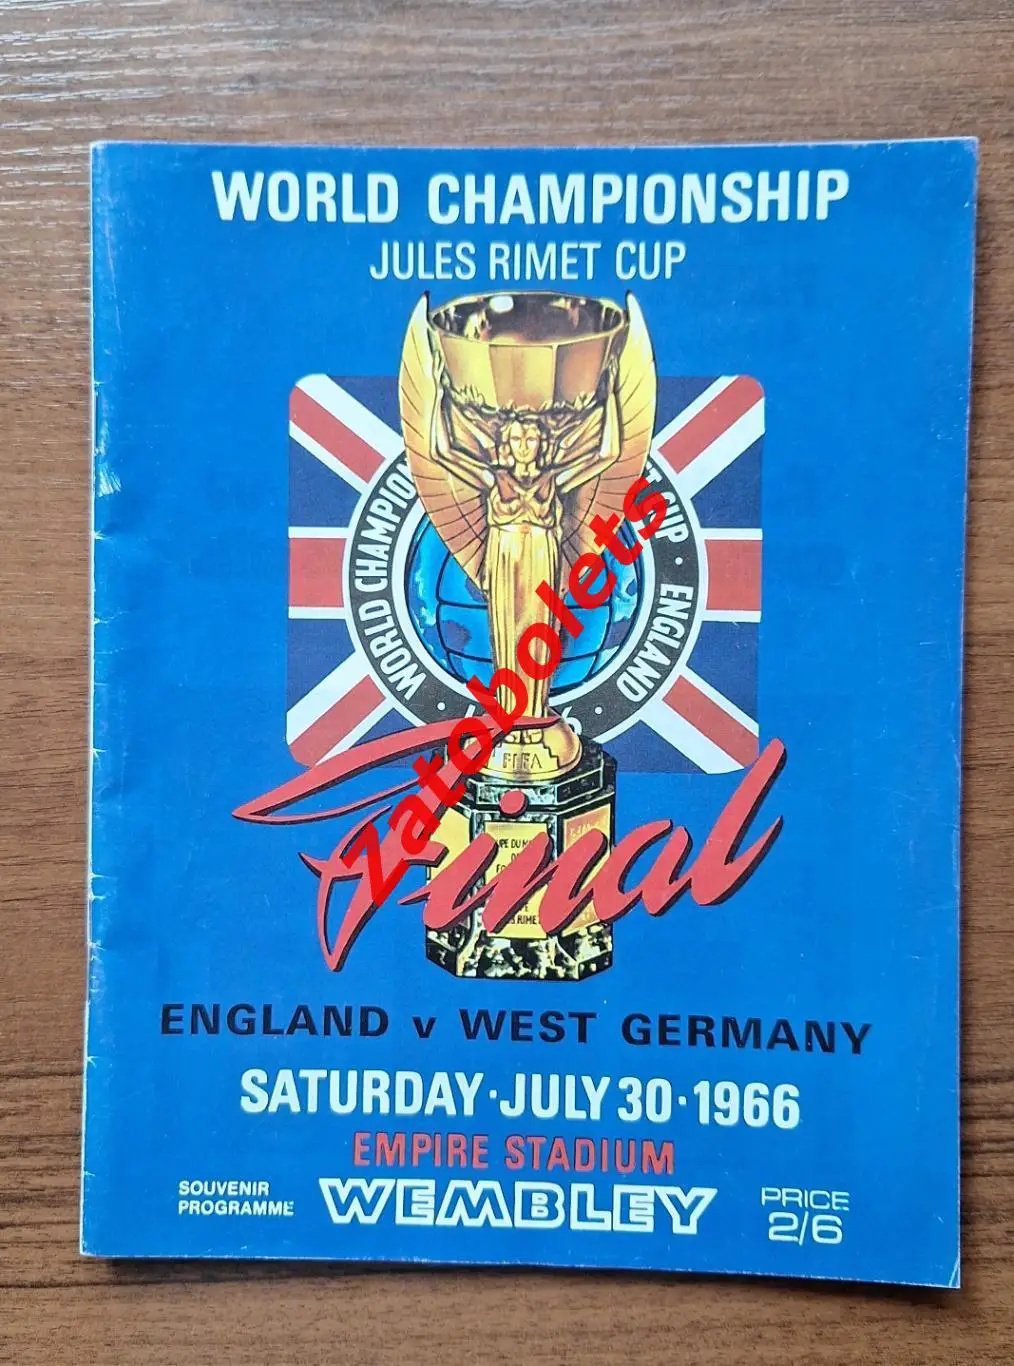 WORLD CHAMPIONSHIP
JULES RIMET CUP
WORLD CHAMPION
CUP · ENGLAND
FIFA
Final
Zatobolets
ENGLAND v WEST GERMANY
SATURDAY · JULY 30 · 1966
EMPIRE STADIUM
SOUVENIR
PROGRAMME
WEMBLEY
PRICE
2/6